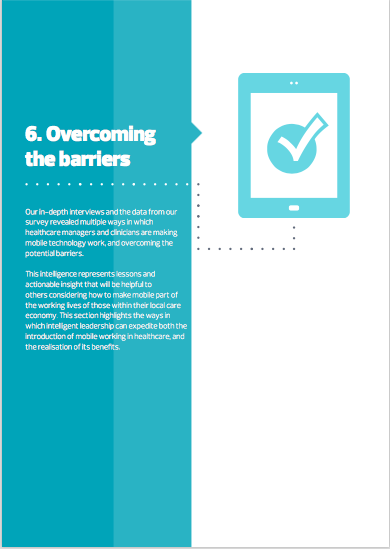 6. Overcoming
the barriers
Our in-depth interviews and the data from our
survey revealed multiple ways in which
healthcare managers and clinicians are making
mobile technology work, and overcoming the
potential barriers.
This intelligence represents lessons and
actionable insight that will be helpful to
others considering how to make mobile part of
the working lives of those within their local care
economy. This section highlights the ways in
which intelligent leadership can expedite both the
introduction of mobile working in healthcare, and
the realisation of its benefits.